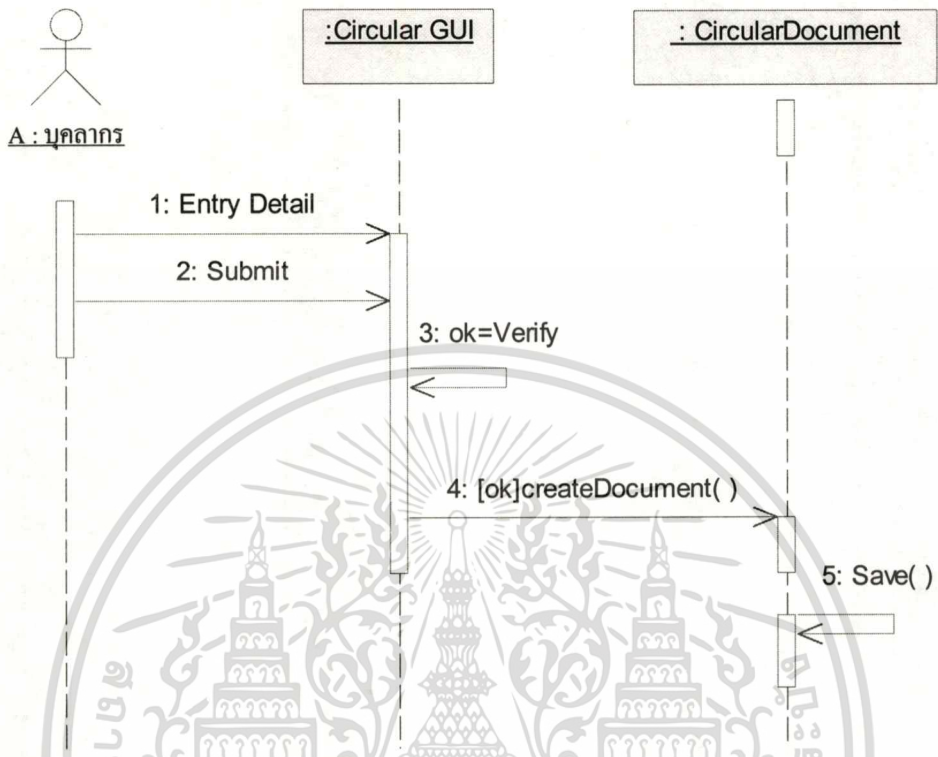 :Circular GUI
: CircularDocument
A : บุคลากร
1: Entry Detail
2: Submit
3: ok=Verify
4: [ok]createDocument( )
5: Save( )